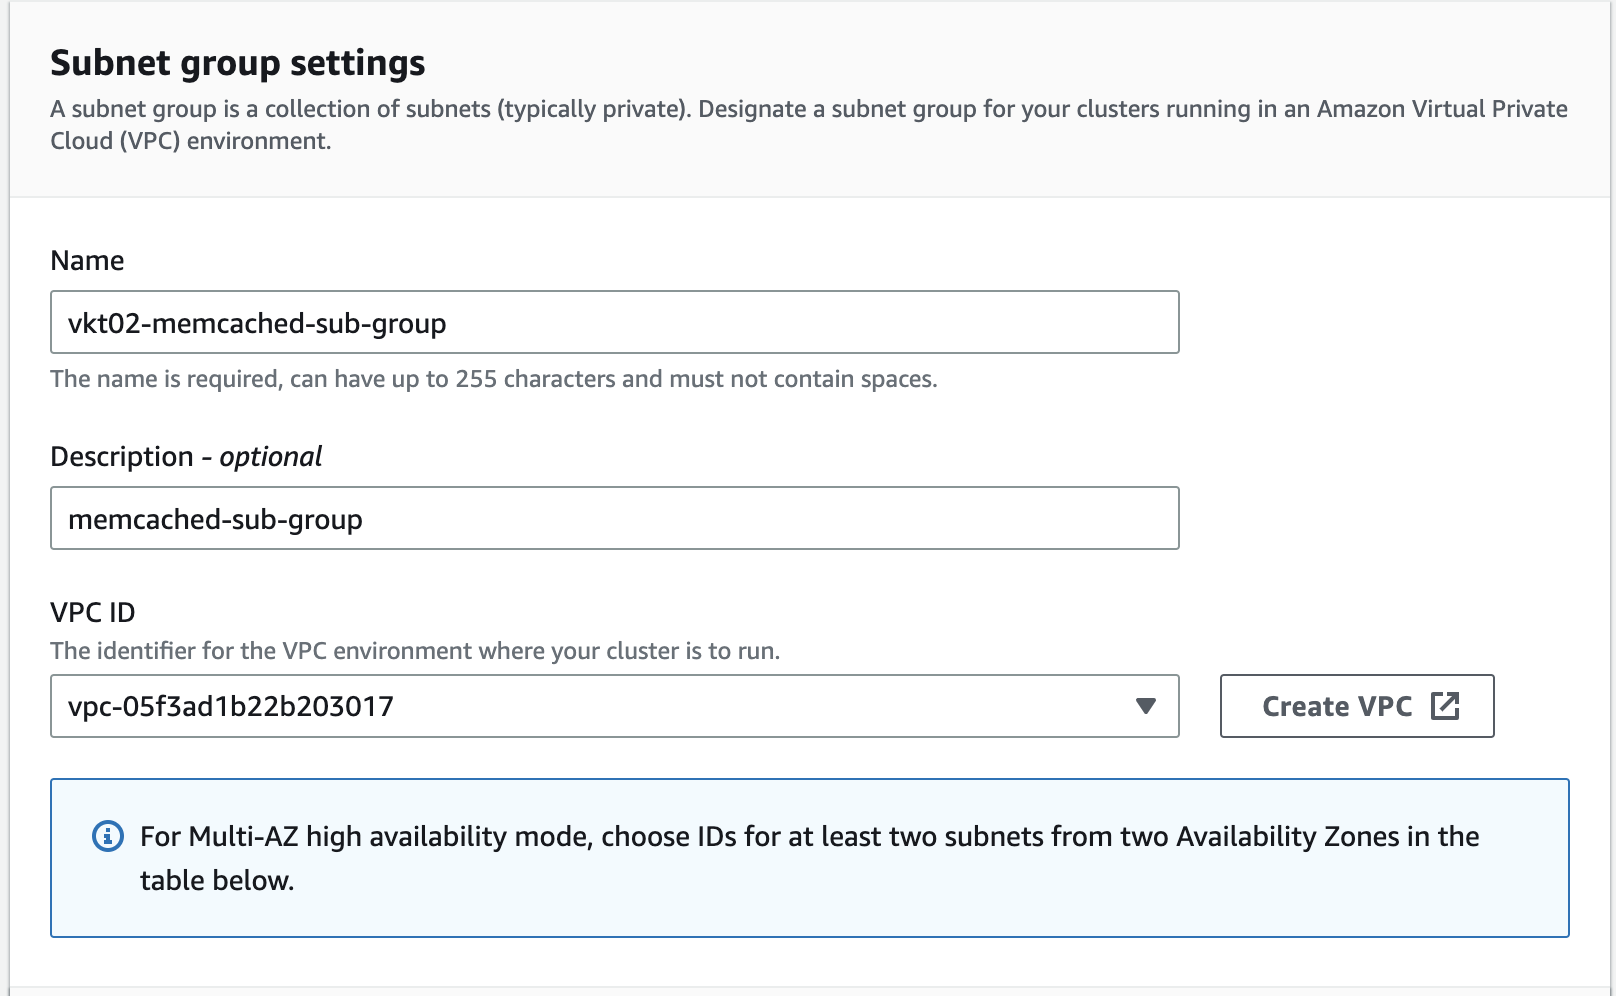 Subnet group settings
A subnet group is a collection of subnets (typically private). Designate a subnet group for your clusters running in an Amazon Virtual Private
Cloud (VPC) environment.
Name
vkt02-memcached-sub-group
The name is required, can have up to 255 characters and must not contain spaces.
Description - optional
memcached-sub-group
VPC ID
The identifier for the VPC environment where your cluster is to run.
vpc-05f3ad1b22b203017
Create VPC
For Multi-AZ high availability mode, choose IDs for at least two subnets from two Availability Zones in the
table below.